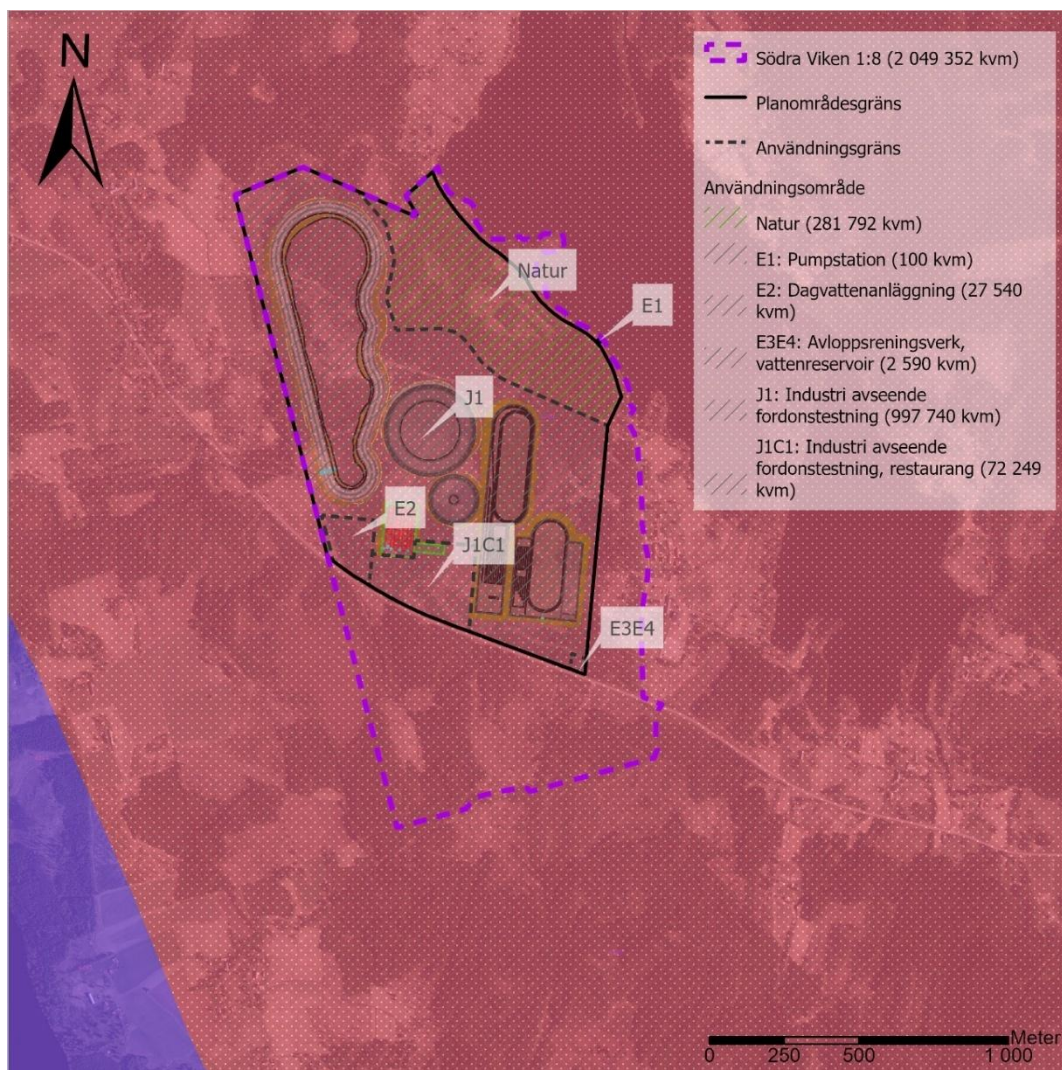 N
Södra Viken 1:8 (2 049 352 kvm)
Planområdesgräns
Användningsgräns
Användningsområde
Natur (281 792 kvm)
E1: Pumpstation (100 kvm)
E2: Dagvattenanläggning (27 540
kvm)
E3E4: Avloppsreningsverk,
vattenreservoir (2 590 kvm)
J1: Industri avseende
fordonstestning (997 740 kvm)
J1C1: Industri avseende
fordonstestning, restaurang (72 249
kvm)
Natur
E1
J1
E2
J1C1
E3E4
Meter
0 250 500 1 000